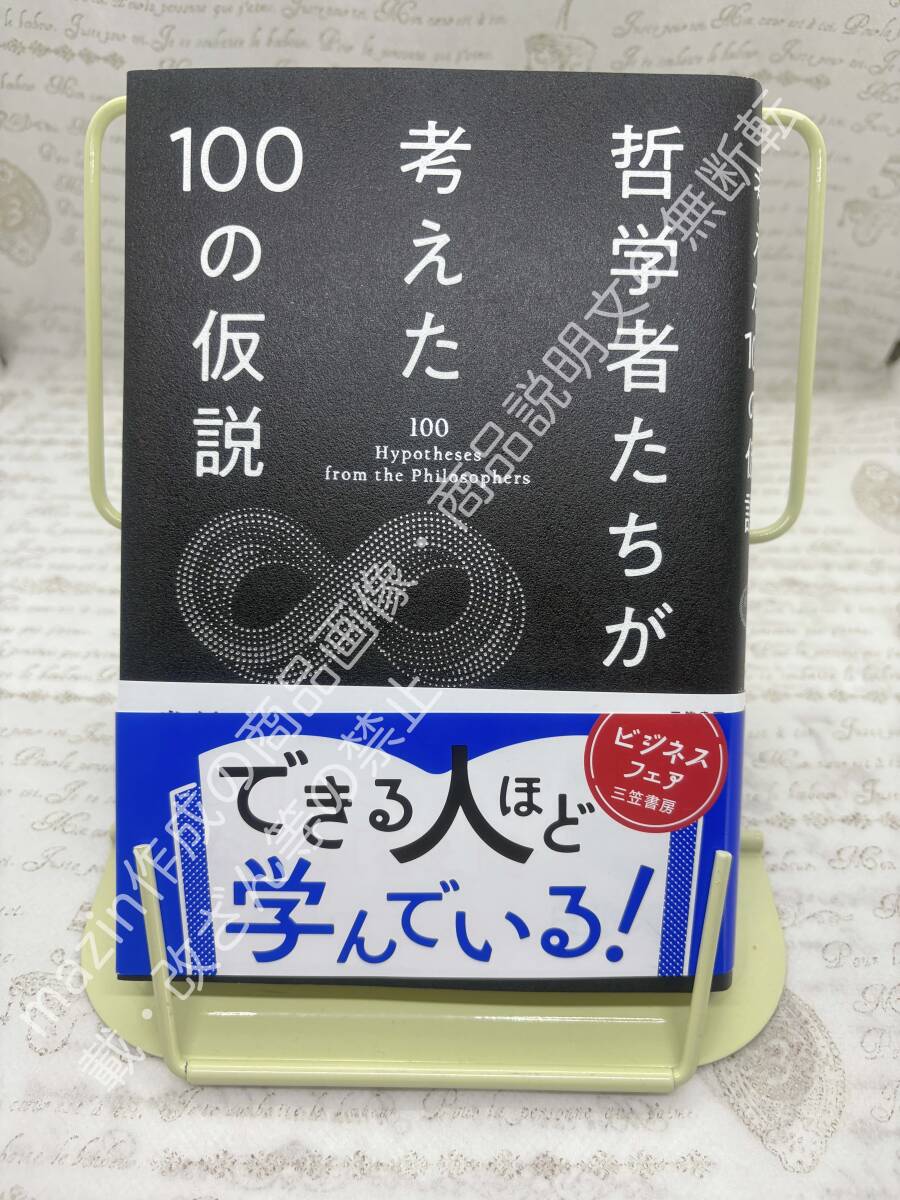 哲学者たちが
考えた
100の仮説
100
Hypotheses
from the Philosophers
ビジネス
フェア
三笠書房
できる人ほど
学んでいる!
mazin作成の商品画像・商品説明文の無断転
載・改ざん等の禁止